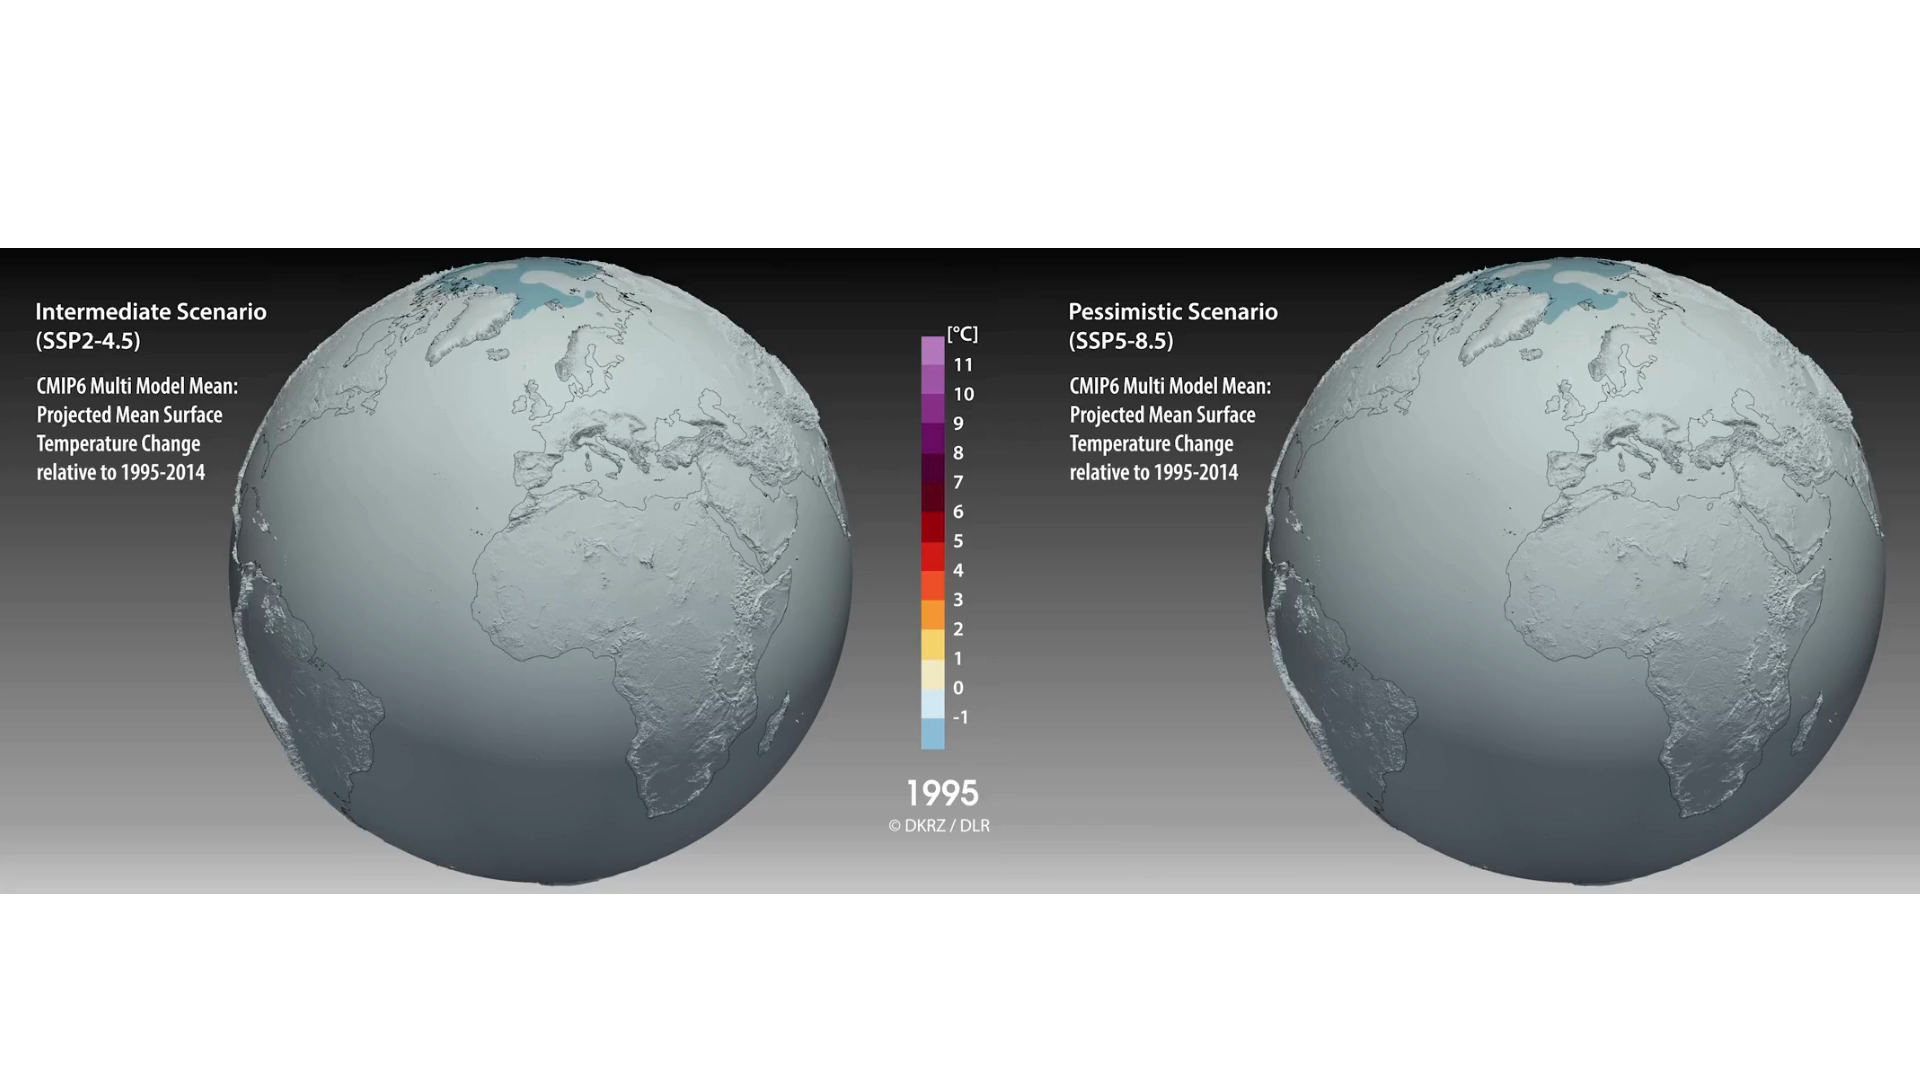 Intermediate Scenario
(SSP2-4.5)
CMIP6 Multi Model Mean:
Projected Mean Surface
Temperature Change
relative to 1995-2014
[°C]
11
10
9
8
7
6
5
4
3
2
1
0
-1
1995
© DKRZ / DLR
Pessimistic Scenario
(SSP5-8.5)
CMIP6 Multi Model Mean:
Projected Mean Surface
Temperature Change
relative to 1995-2014